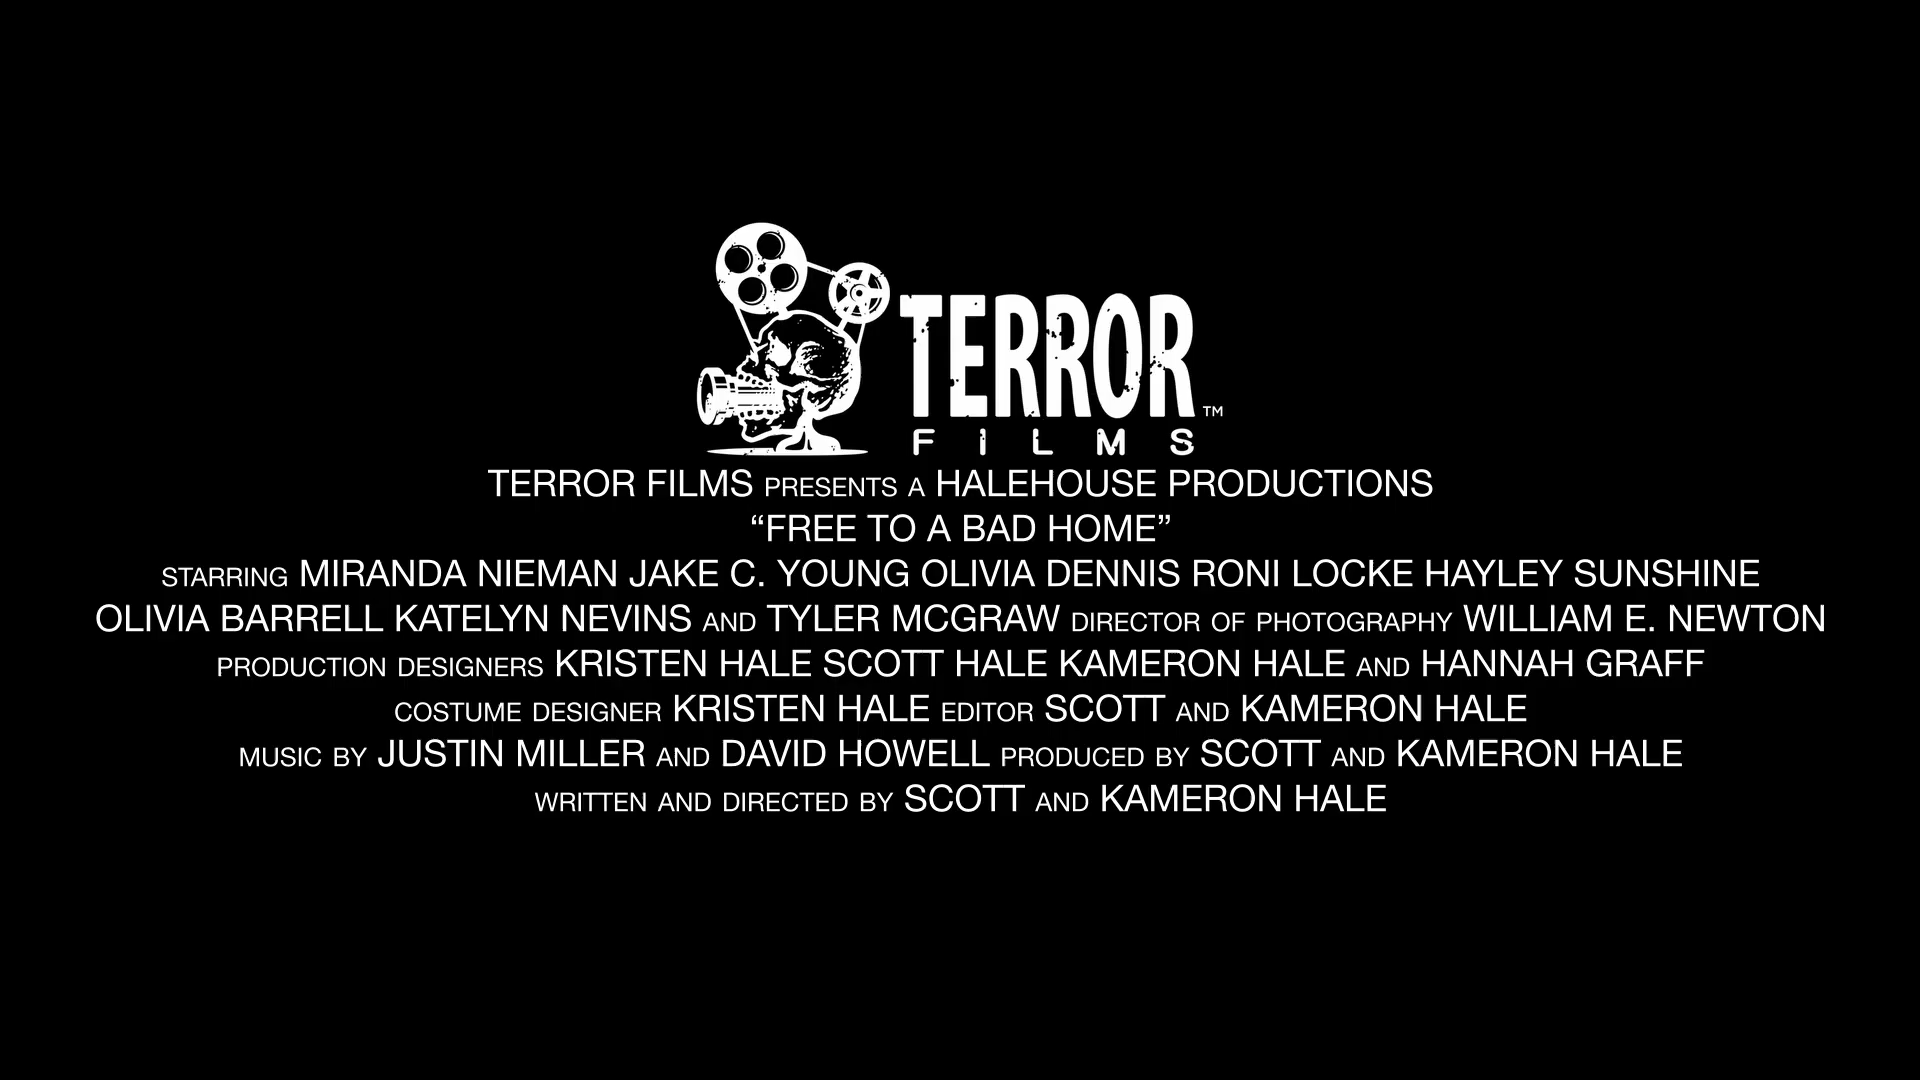 TERROR ™
FILMS
TERROR FILMS PRESENTS A HALEHOUSE PRODUCTIONS
“FREE TO A BAD HOME”
STARRING MIRANDA NIEMAN JAKE C. YOUNG OLIVIA DENNIS RONI LOCKE HAYLEY SUNSHINE
OLIVIA BARRELL KATELYN NEVINS AND TYLER MCGRAW DIRECTOR OF PHOTOGRAPHY WILLIAM E. NEWTON
PRODUCTION DESIGNERS KRISTEN HALE SCOTT HALE KAMERON HALE AND HANNAH GRAFF
COSTUME DESIGNER KRISTEN HALE EDITOR SCOTT AND KAMERON HALE
MUSIC BY JUSTIN MILLER AND DAVID HOWELL PRODUCED BY SCOTT AND KAMERON HALE
WRITTEN AND DIRECTED BY SCOTT AND KAMERON HALE